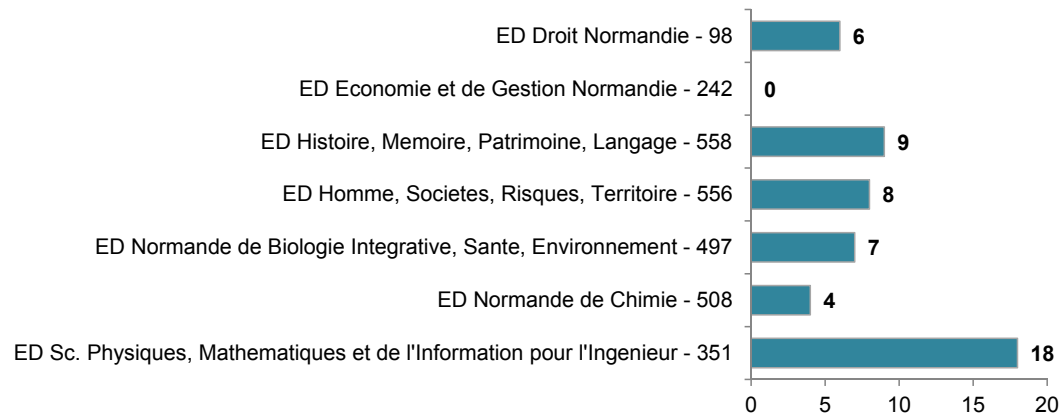 ED Droit Normandie - 98 6
ED Economie et de Gestion Normandie - 242 0
ED Histoire, Memoire, Patrimoine, Langage - 558 9
ED Homme, Societes, Risques, Territoire - 556 8
ED Normande de Biologie Integrative, Sante, Environnement - 497 7
ED Normande de Chimie - 508 4
ED Sc. Physiques, Mathematiques et de l'Information pour l'Ingenieur - 351 18
0 5 10 15 20